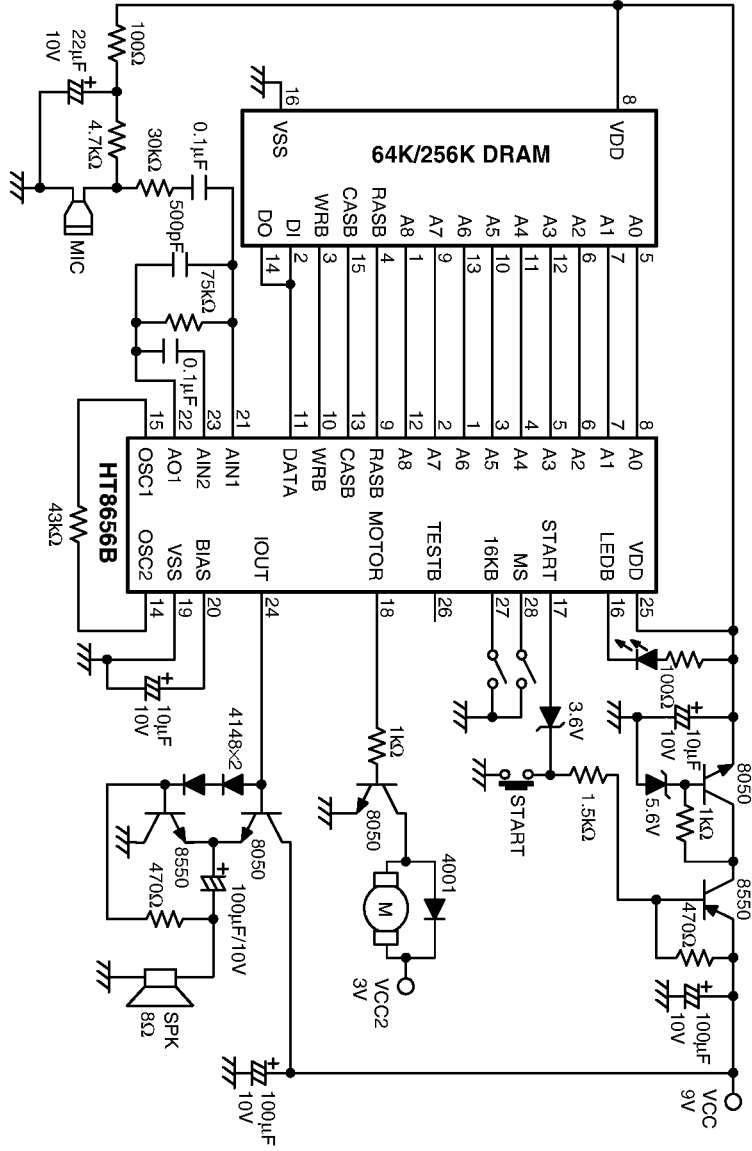 100Ω
22μF
10V
4.7kΩ
MIC
30kΩ
0.1μF
500pF
75kΩ
0.1μF
64K/256K DRAM
8
VDD
16
VSS
A0
A1
A2
A3
A4
A5
A6
A7
A8
RASB
CASB
WRB
DI
DO
5
7
6
12
11
10
13
9
1
4
15
3
2
14
8
7
6
5
4
3
1
2
12
9
13
10
11
21
23
22
15
A0
A1
A2
A3
A4
A5
A6
A7
A8
RASB
CASB
WRB
DATA
AIN1
AIN2
AO1
OSC1
HT8656B
VDD
LEDB
START
MS
16KB
TESTB
MOTOR
IOUT
BIAS
VSS
OSC2
25
16
17
28
27
26
18
24
20
19
14
43kΩ
100Ω
10μF
10V
8050
5.6V
1kΩ
8550
470Ω
100μF
10V
VCC
9V
3.6V
START
1.5kΩ
1kΩ
8050
4001
M
VCC2
3V
10μF
10V
4148×2
8050
8550
470Ω
100μF/10V
SPK
8Ω
100μF
10V